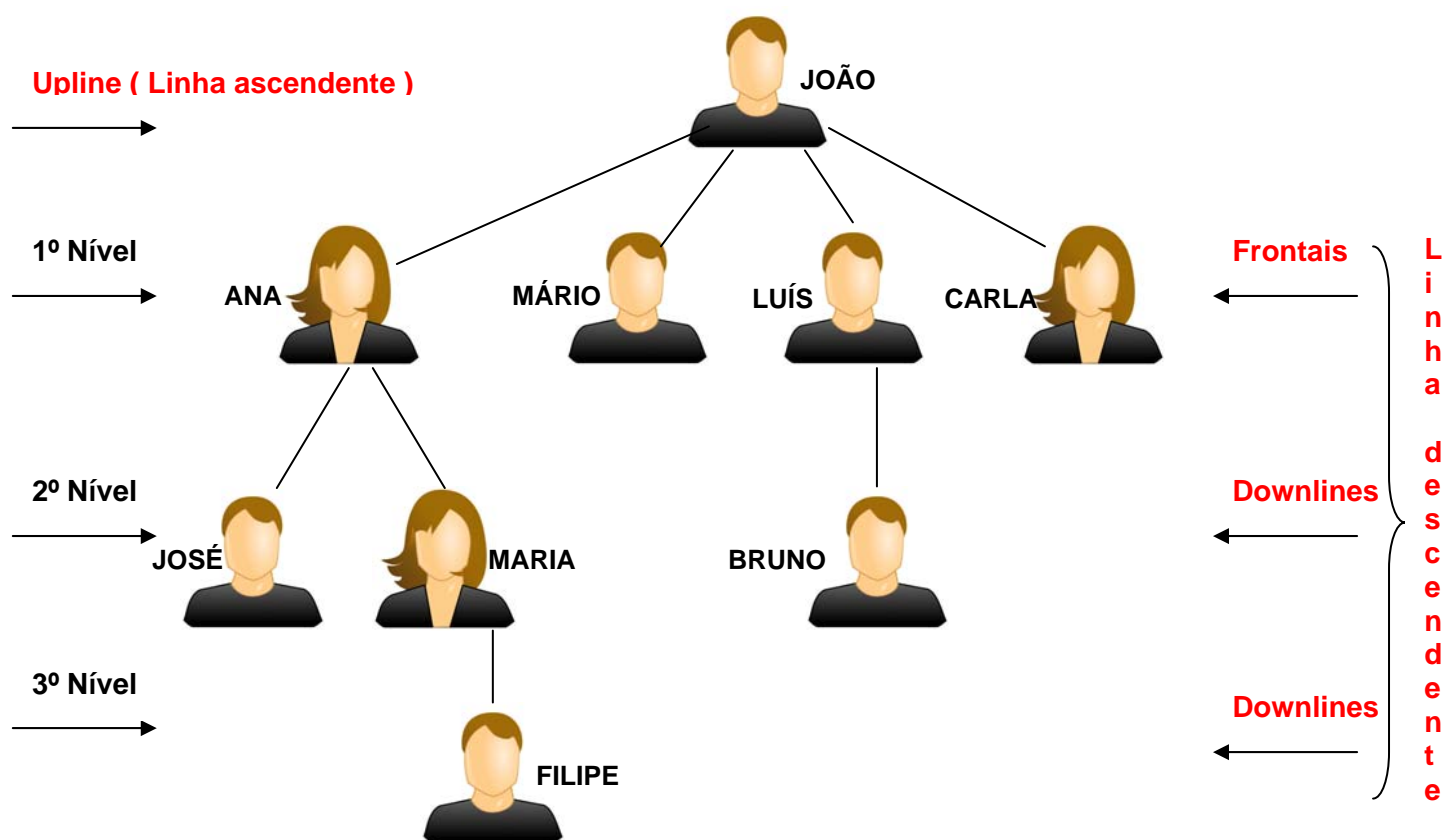 Upline ( Linha ascendente )
JOÃO
1º Nível
ANA
MÁRIO
LUÍS
CARLA
Frontais
2º Nível
JOSÉ
MARIA
BRUNO
Downlines
3º Nível
FILIPE
Downlines
Linha descendente